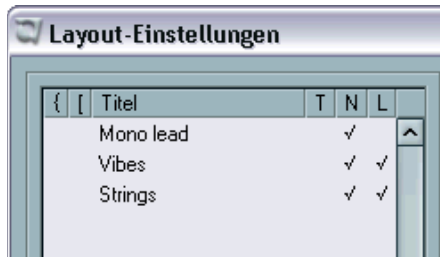 Layout-Einstellungen
{ [ Titel T N L
Mono lead √
Vibes √ √
Strings √ √